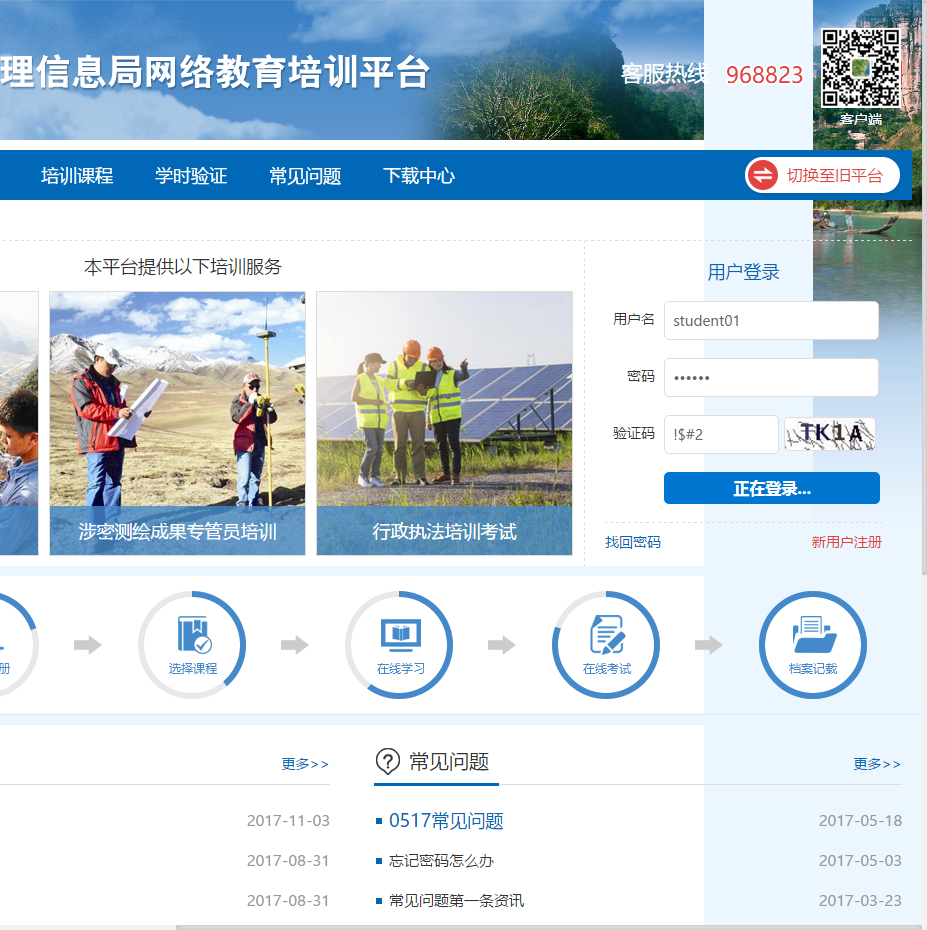 理信息局网络教育培训平台
客服热线 968823
客户端
培训课程 学时验证 常见问题 下载中心 切换至旧平台
本平台提供以下培训服务
用户登录
用户名 student01
密码 ••••••
验证码 !$#2 TK1A
正在登录...
涉密测绘成果专管员培训 行政执法培训考试
找回密码 新用户注册
册 选择课程 在线学习 在线考试 档案记载
更多>> 常见问题 更多>>
2017-11-03 0517常见问题 2017-05-18
2017-08-31 忘记密码怎么办 2017-05-03
2017-08-31 常见问题第一条资讯 2017-03-23